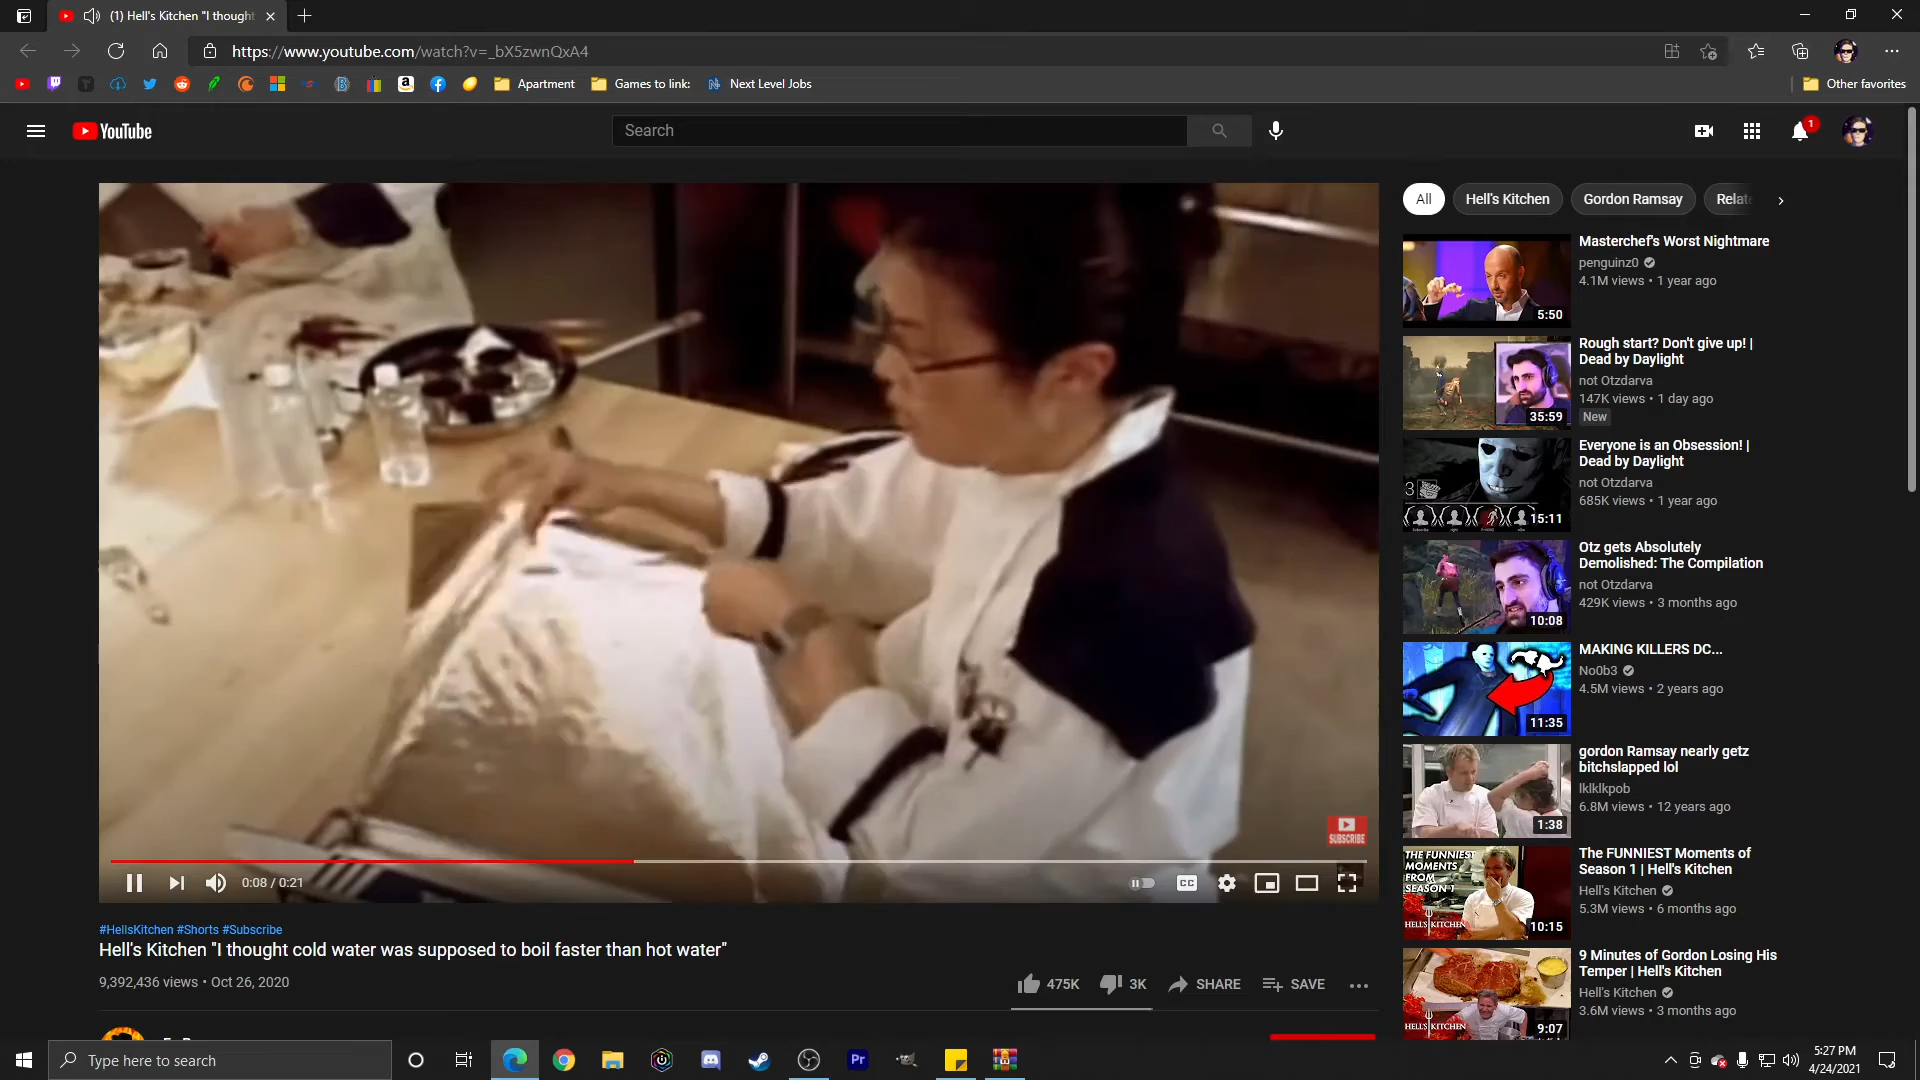 (1) Hell's Kitchen "I thought
https://www.youtube.com/watch?v=_bX5zwnQxA4
Apartment
Games to link:
Next Level Jobs
Other favorites
YouTube
Search
1
All
Hell's Kitchen
Gordon Ramsay
Relat
Masterchef's Worst Nightmare
penguinz0
4.1M views • 1 year ago
5:50
Rough start? Don't give up! |
Dead by Daylight
not Otzdarva
147K views • 1 day ago
New
35:59
Everyone is an Obsession! |
Dead by Daylight
not Otzdarva
685K views • 1 year ago
3
15:11
Otz gets Absolutely
Demolished: The Compilation
not Otzdarva
429K views • 3 months ago
10:08
MAKING KILLERS DC...
No0b3
4.5M views • 2 years ago
11:35
gordon Ramsay nearly getz
bitchslapped lol
lklklkpob
6.8M views • 12 years ago
1:38
THE FUNNIEST
MOMENTS
FROM
SEASON 1
HELL'S KITCHEN
The FUNNIEST Moments of
Season 1 | Hell's Kitchen
Hell's Kitchen
5.3M views • 6 months ago
10:15
9 Minutes of Gordon Losing His
Temper | Hell's Kitchen
Hell's Kitchen
3.6M views • 3 months ago
HELL'S KITCHEN
9:07
SUBSCRIBE
0:08 / 0:21
CC
#HellsKitchen #Shorts #Subscribe
Hell's Kitchen "I thought cold water was supposed to boil faster than hot water"
9,392,436 views • Oct 26, 2020
475K
3K
SHARE
SAVE
Type here to search
Pr
5:27 PM
4/24/2021